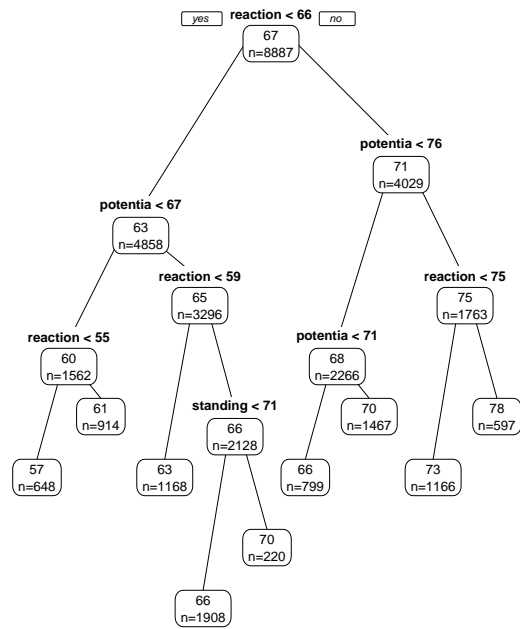 yes reaction < 66 no
67
n=8887
potentia < 76
71
n=4029
potentia < 67
63
n=4858
reaction < 59
65
n=3296
reaction < 75
75
n=1763
reaction < 55
60
n=1562
potentia < 71
68
n=2266
61
n=914
standing < 71
66
n=2128
70
n=1467
78
n=597
57
n=648
63
n=1168
66
n=799
73
n=1166
70
n=220
66
n=1908